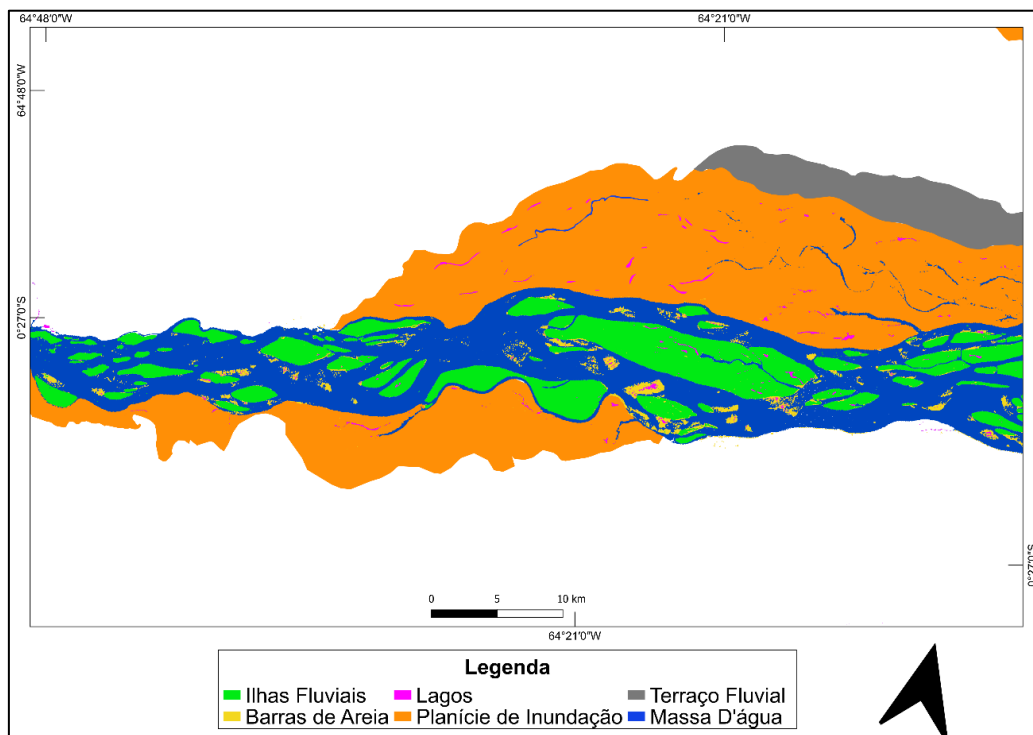 64°48'0"W
64°21'0"W
64°48'0"W
0°27'0"S
0°27'0"S
0 5 10 km
64°21'0"W
Legenda
Ilhas Fluviais
Lagos
Terraço Fluvial
Barras de Areia
Planície de Inundação
Massa D'água